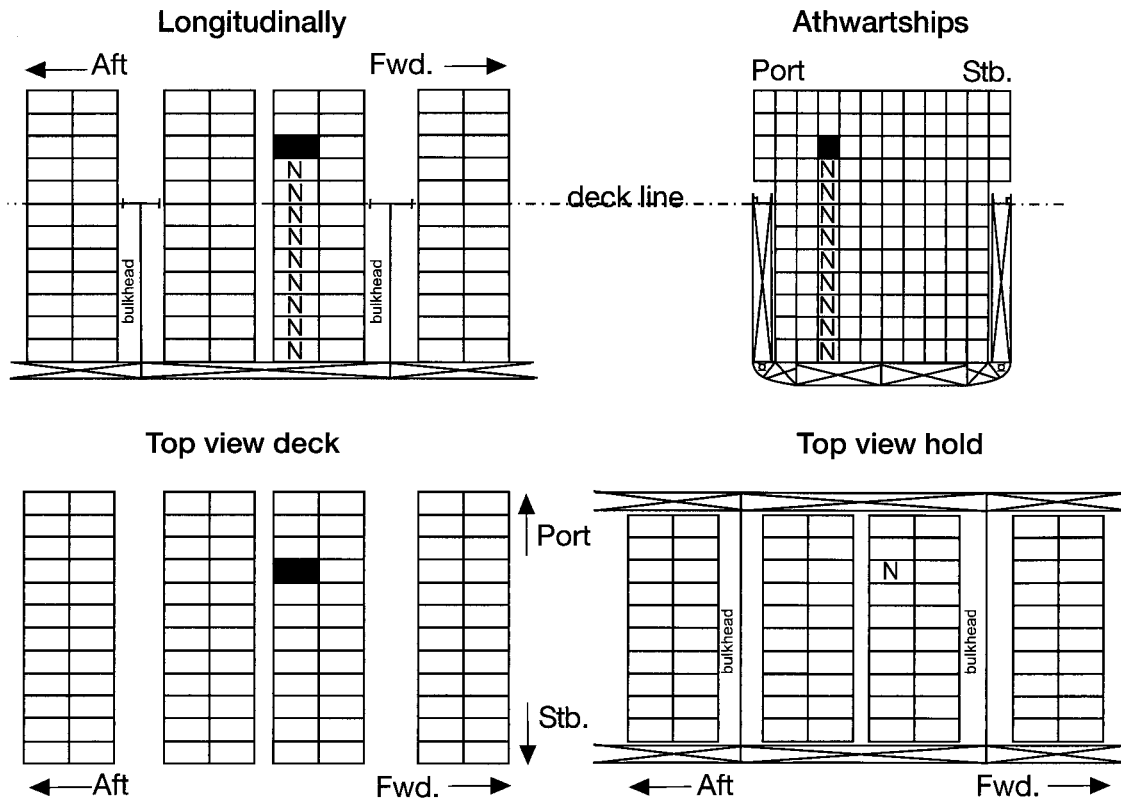 Longitudinally
Athwartships
Aft
Fwd.
Port
Stb.
N
N
N
N
N
N
N
N
N
bulkhead
bulkhead
deck line
N
N
N
N
N
N
N
N
N
Top view deck
Top view hold
Port
Stb.
Aft
Fwd.
N
bulkhead
bulkhead
Aft
Fwd.